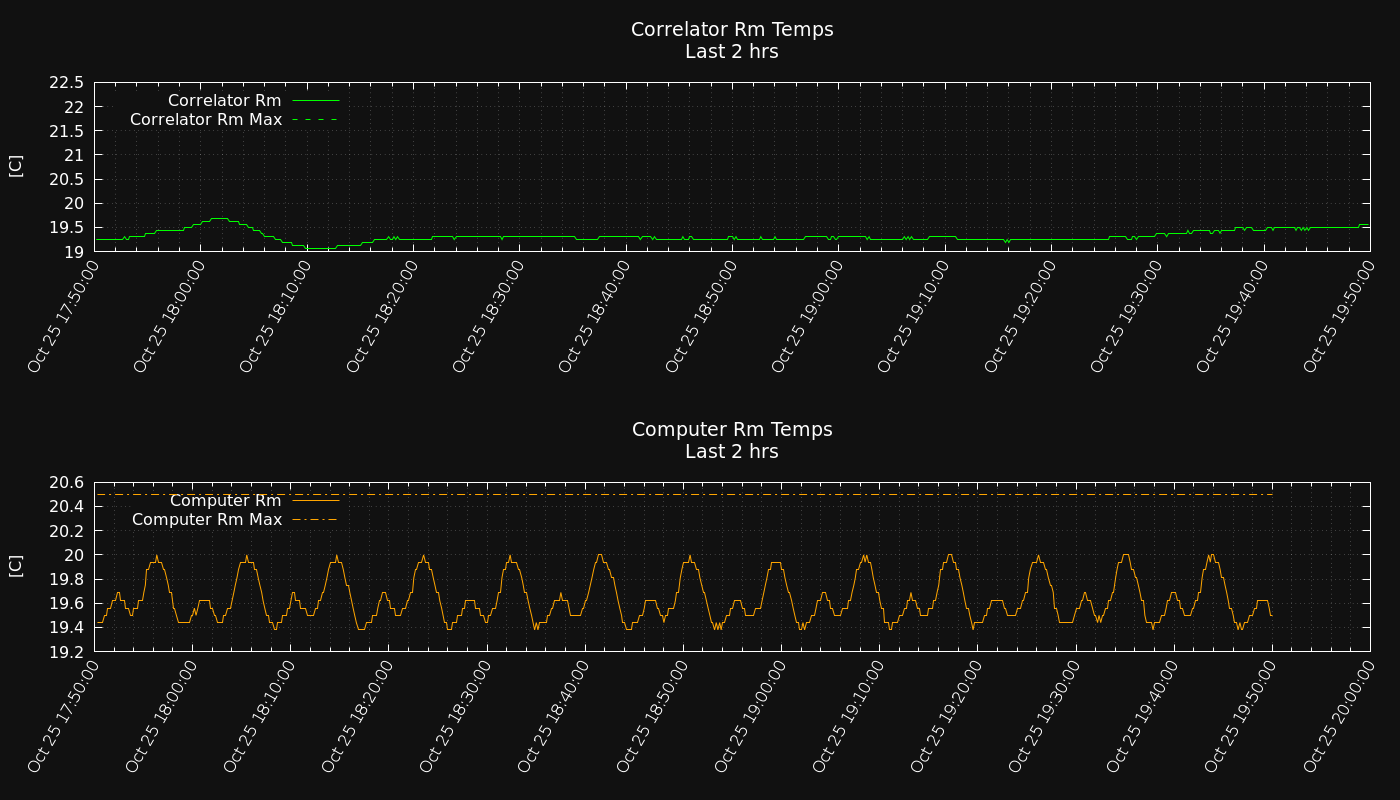 Correlator Rm Temps
Last 2 hrs
22.5
22
21.5
21
20.5
20
19.5
19
[C]
Correlator Rm
Correlator Rm Max
Oct 25 17:50:00
Oct 25 18:00:00
Oct 25 18:10:00
Oct 25 18:20:00
Oct 25 18:30:00
Oct 25 18:40:00
Oct 25 18:50:00
Oct 25 19:00:00
Oct 25 19:10:00
Oct 25 19:20:00
Oct 25 19:30:00
Oct 25 19:40:00
Oct 25 19:50:00
Computer Rm Temps
Last 2 hrs
20.6
20.4
20.2
20
19.8
19.6
19.4
19.2
[C]
Computer Rm
Computer Rm Max
Oct 25 17:50:00
Oct 25 18:00:00
Oct 25 18:10:00
Oct 25 18:20:00
Oct 25 18:30:00
Oct 25 18:40:00
Oct 25 18:50:00
Oct 25 19:00:00
Oct 25 19:10:00
Oct 25 19:20:00
Oct 25 19:30:00
Oct 25 19:40:00
Oct 25 19:50:00
Oct 25 20:00:00